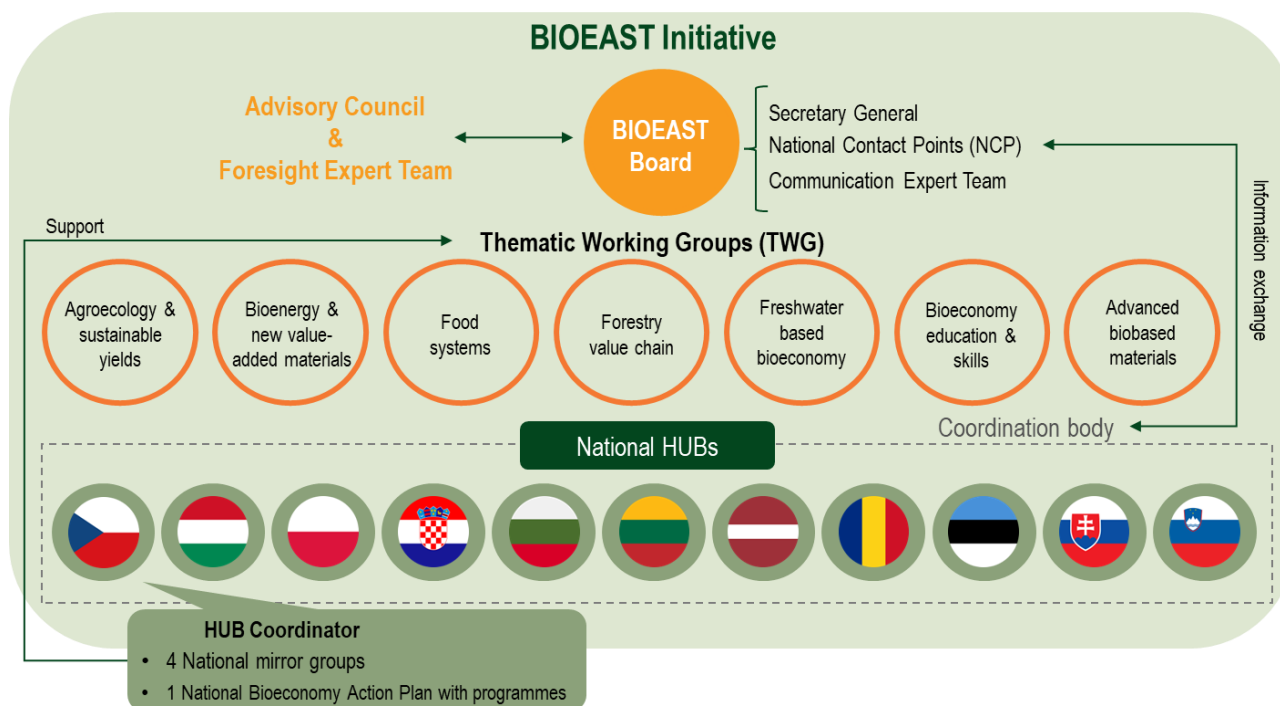 BIOEAST Initiative
Advisory Council
&
Foresight Expert Team
BIOEAST
Board
Secretary General
National Contact Points (NCP)
Communication Expert Team
Information exchange
Support
Thematic Working Groups (TWG)
Agroecology &
sustainable
yields
Bioenergy &
new value-
added materials
Food
systems
Forestry
value chain
Freshwater
based
bioeconomy
Bioeconomy
education &
skills
Advanced
biobased
materials
Coordination body
National HUBs
HUB Coordinator
• 4 National mirror groups
• 1 National Bioeconomy Action Plan with programmes